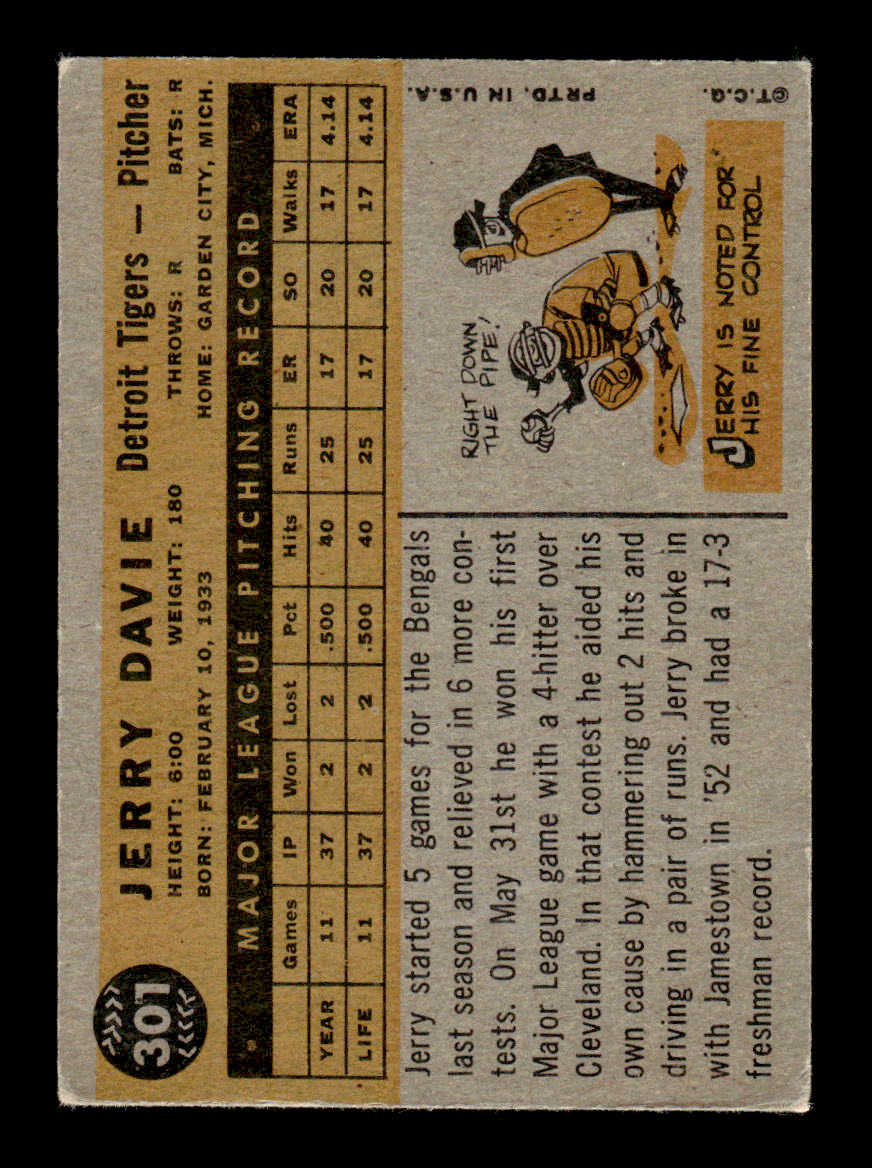 301
JERRY DAVIE Detroit Tigers — Pitcher
HEIGHT: 6:00 WEIGHT: 180 THROWS: R BATS: R
BORN: FEBRUARY 10, 1933 HOME: GARDEN CITY, MICH.
MAJOR LEAGUE PITCHING RECORD
Games IP Won Lost Pct Hits Runs ER SO Walks ERA
YEAR 11 37 2 2 .500 40 25 17 20 17 4.14
LIFE 11 37 2 2 .500 40 25 17 20 17 4.14
Jerry started 5 games for the Bengals
last season and relieved in 6 more con-
tests. On May 31st he won his first
Major League game with a 4-hitter over
Cleveland. In that contest he aided his
own cause by hammering out 2 hits and
driving in a pair of runs. Jerry broke in
with Jamestown in '52 and had a 17-3
freshman record.
RIGHT DOWN
THE PIPE!
JERRY IS NOTED FOR
HIS FINE CONTROL
©T.C.G. PRTD. IN U.S.A.